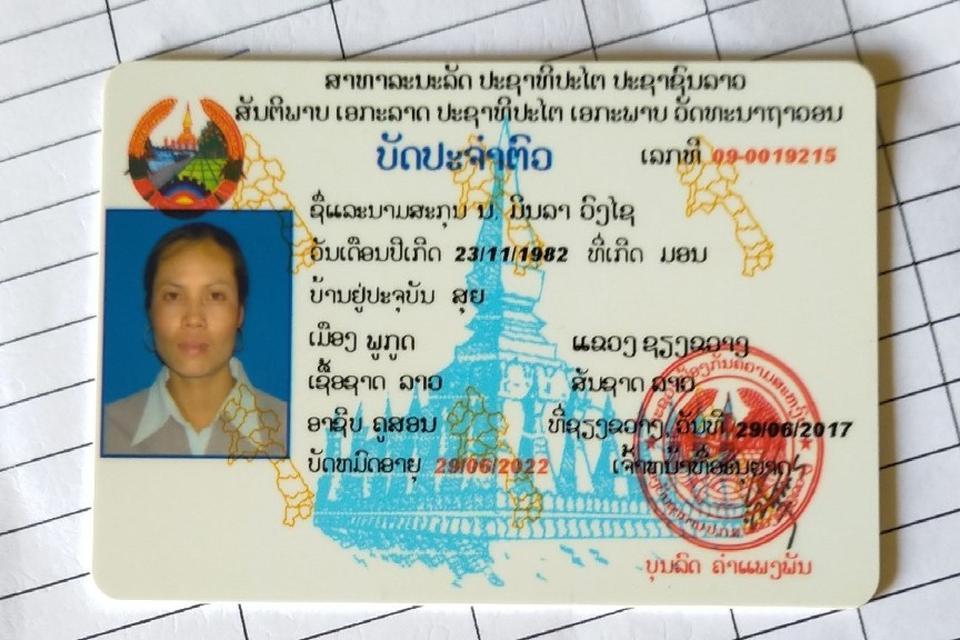 ສາທາລະນະລັດ ປະຊາທິປະໄຕ ປະຊາຊົນລາວ
ສັນຕິພາບ ເອກະລາດ ປະຊາທິປະໄຕ ເອກະພາບ ວັດທະນາຖາວອນ
ບັດປະຈຳຕົວ ເລກທີ 09-0019215
ຊື່ແລະນາມສະກຸນ ນ. ມິນລາ ວົງໄຊ
ວັນເດືອນປີເກີດ 23/11/1982 ທີ່ເກີດ ມອນ
ບ້ານຢູ່ປະຈຸບັນ ສຸຍ
ເມືອງ ພູກູດ ແຂວງ ຊຽງຂວາງ
ເຊື້ອຊາດ ລາວ ສັນຊາດ ລາວ
ອາຊິບ ຄູສອນ ທີ່ຊຽງຂວາງ, ວັນທີ 29/06/2017
ບັດຫມົດອາຍຸ 29/06/2022 ເຈົ້າຫນ້າທີ່ອະນຸຍາດ
ບຸນລິດ ຄຳແພງພັນ